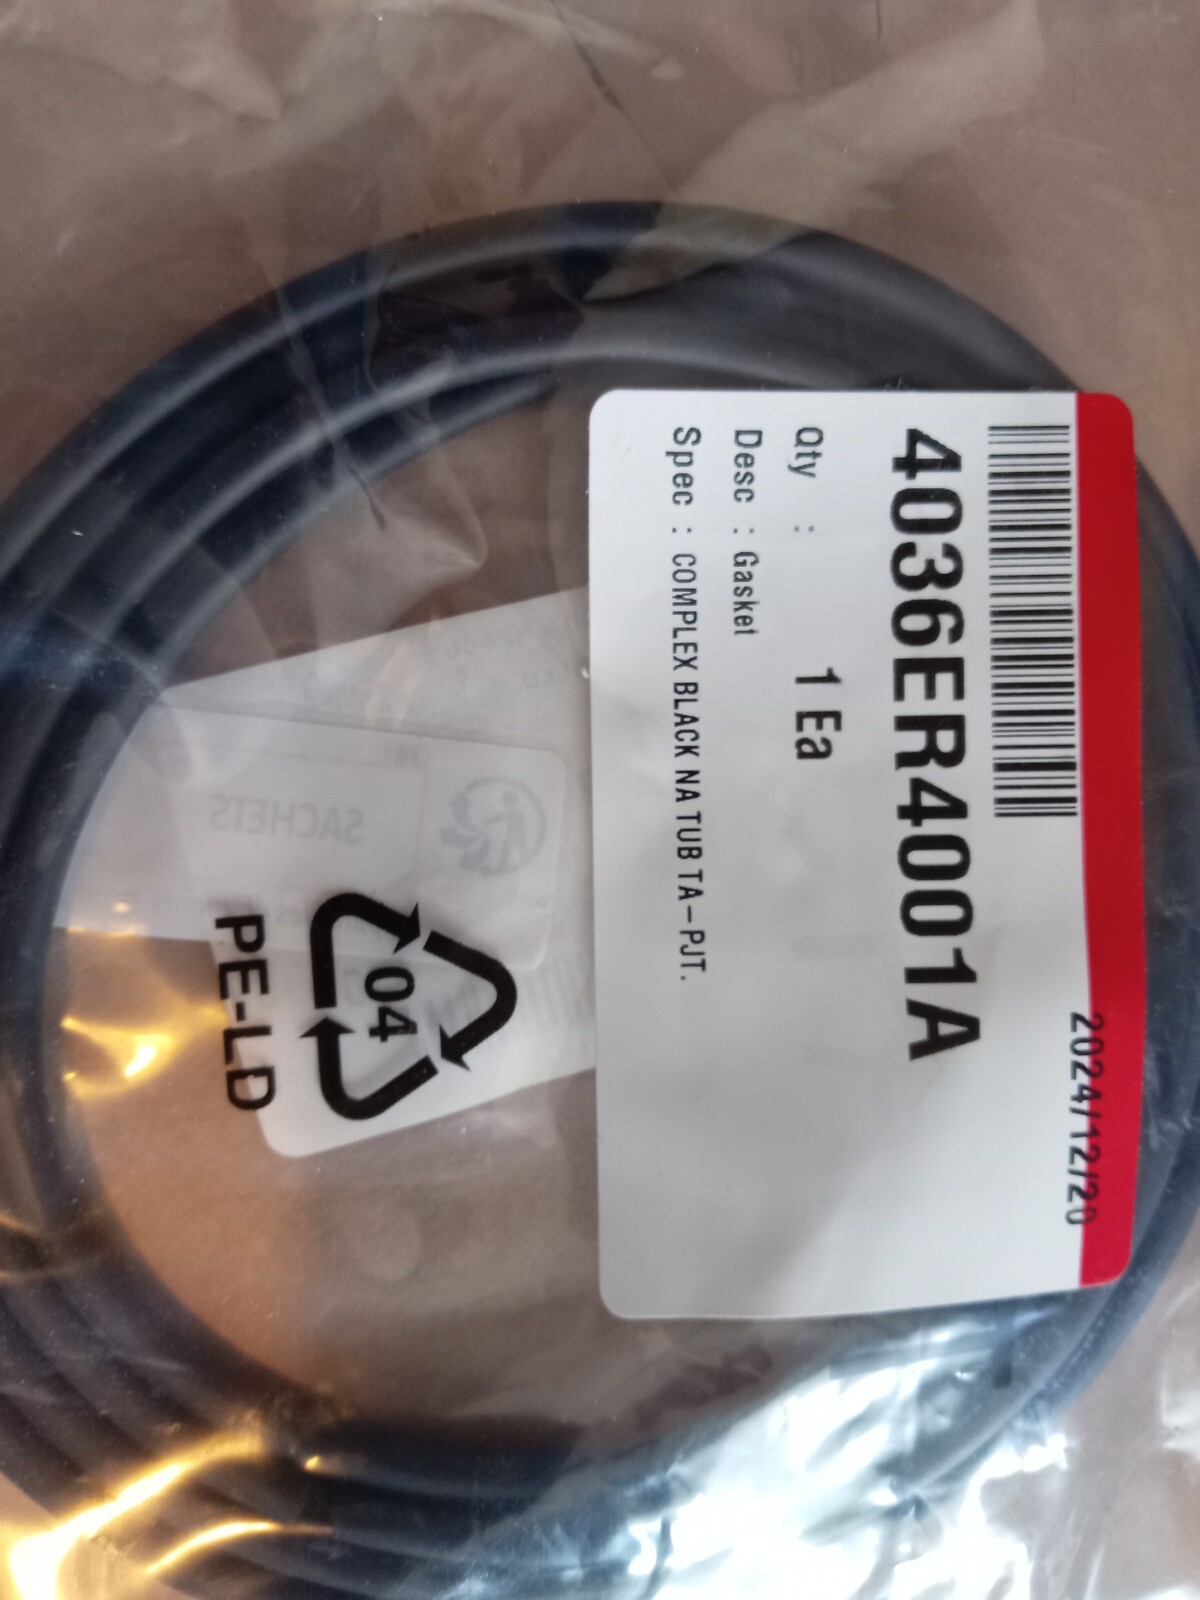 2024/12/20
4036ER4001A
Qty : 1 Ea
Desc : Gasket
Spec : COMPLEX BLACK NA TUB TA-PJT.
04
PE-LD
SACHETS